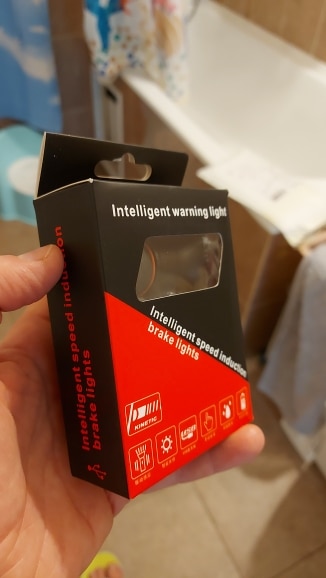 Intelligent warning light
Intelligent speed induction
brake lights
KINETIC
Intelligent speed induction
brake lights